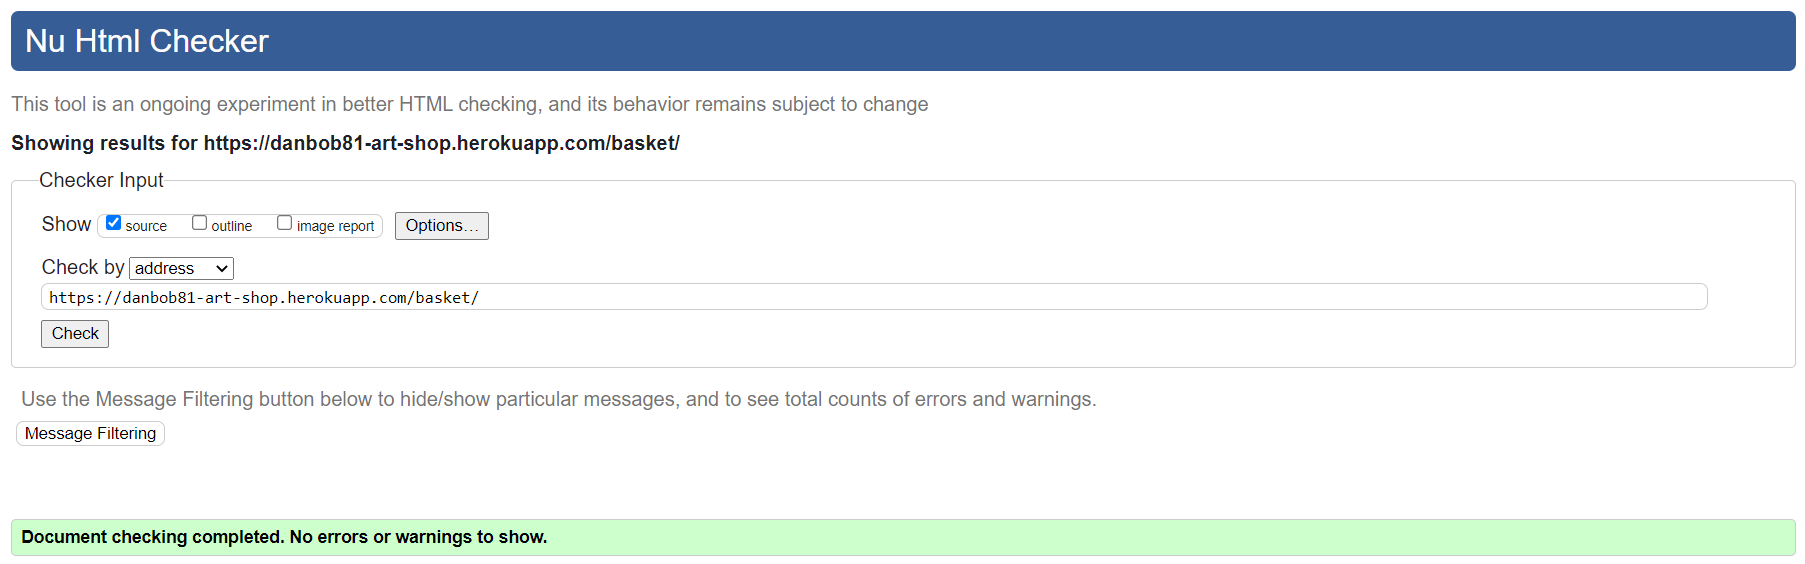 Nu Html Checker
This tool is an ongoing experiment in better HTML checking, and its behavior remains subject to change
Showing results for https://danbob81-art-shop.herokuapp.com/basket/
Checker Input
Show source outline image report Options...
Check by address
https://danbob81-art-shop.herokuapp.com/basket/
Check
Use the Message Filtering button below to hide/show particular messages, and to see total counts of errors and warnings.
Message Filtering
Document checking completed. No errors or warnings to show.